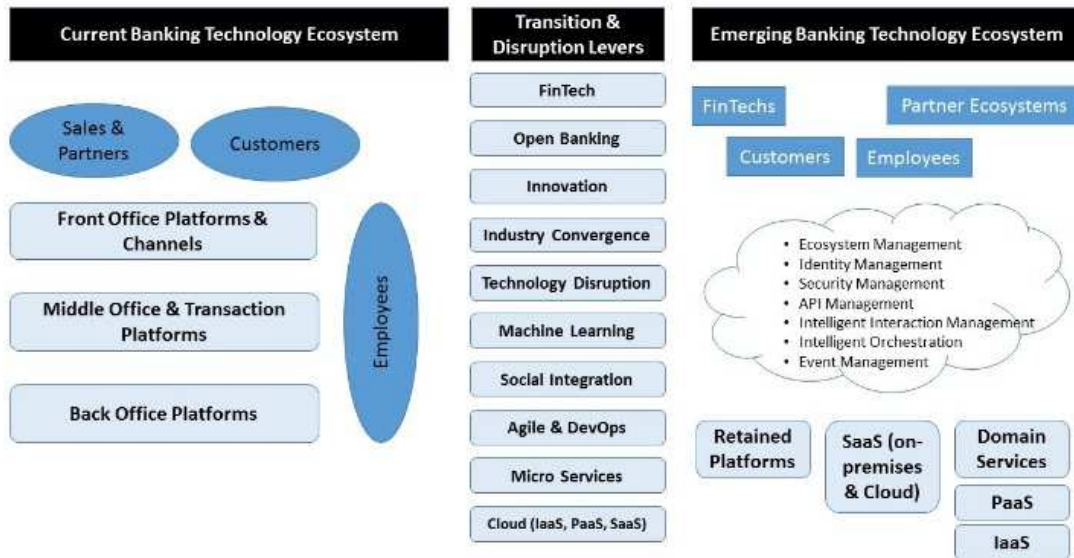 Current Banking Technology Ecosystem
Sales &
Partners
Customers
Front Office Platforms &
Channels
Middle Office & Transaction
Platforms
Back Office Platforms
Employees
Transition &
Disruption Levers
FinTech
Open Banking
Innovation
Industry Convergence
Technology Disruption
Machine Learning
Social Integration
Agile & DevOps
Micro Services
Cloud (IaaS, PaaS, SaaS)
Emerging Banking Technology Ecosystem
FinTechs
Partner Ecosystems
Customers
Employees
• Ecosystem Management
• Identity Management
• Security Management
• API Management
• Intelligent Interaction Management
• Intelligent Orchestration
• Event Management
Retained
Platforms
SaaS (on-
premises
& Cloud)
Domain
Services
PaaS
IaaS